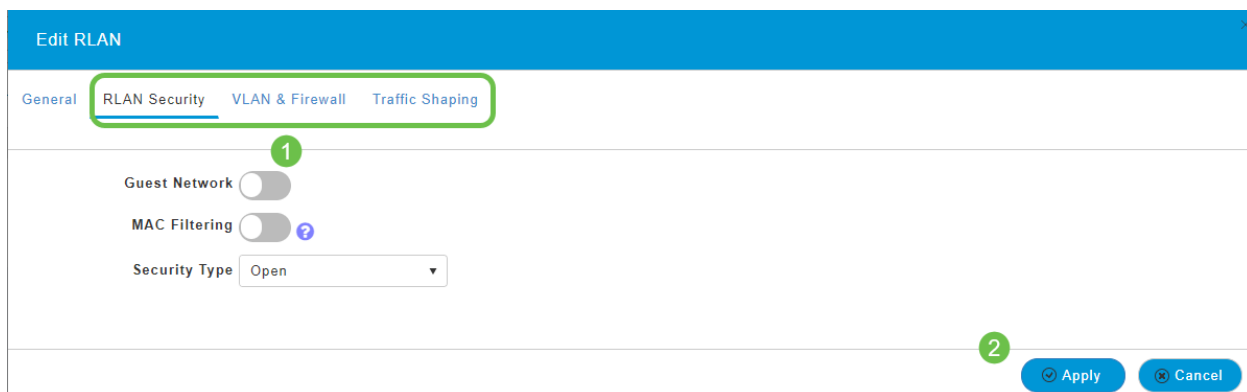 Edit RLAN
General RLAN Security VLAN & Firewall Traffic Shaping
1
Guest Network
MAC Filtering ?
Security Type Open
2
Apply Cancel